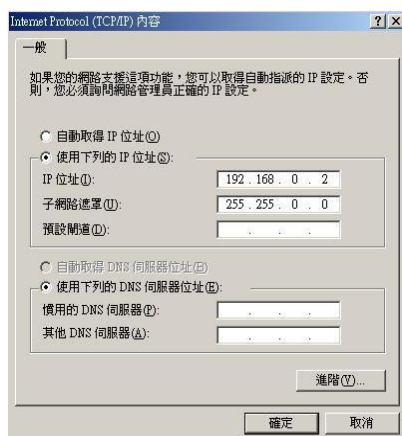 Internet Protocol (TCP/IP) 內容
一般
如果您的網路支援這項功能，您可以取得自動指派的 IP 設定。否
則，您必須詢問網路管理員正確的 IP 設定。
自動取得 IP 位址(O)
使用下列的 IP 位址(S):
IP 位址(I): 192 . 168 . 0 . 2
子網路遮罩(U): 255 . 255 . 0 . 0
預設閘道(D): . . .
自動取得 DNS 伺服器位址(B)
使用下列的 DNS 伺服器位址(E):
慣用的 DNS 伺服器(P): . . .
其他 DNS 伺服器(A): . . .
進階(V)...
確定 取消